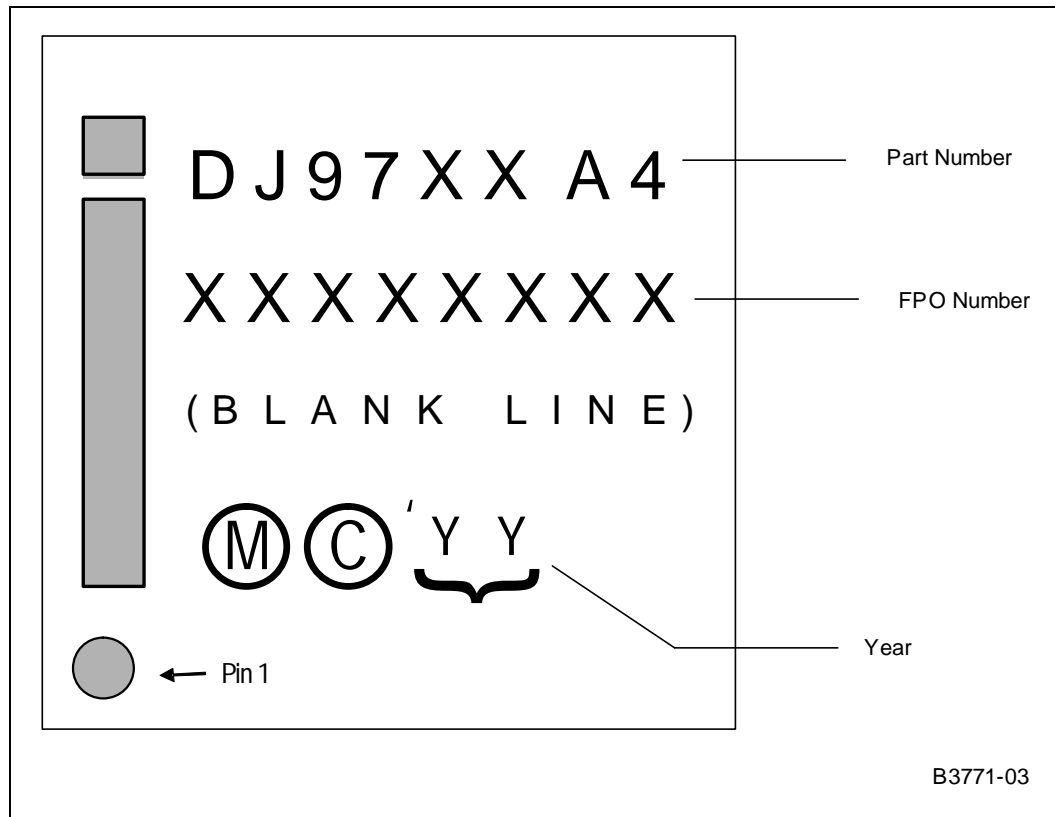 DJ97XX A4 Part Number
XXXXXXXX FPO Number
(BLANK LINE)
Ⓜ Ⓒ 'YY
Year
Pin 1
B3771-03